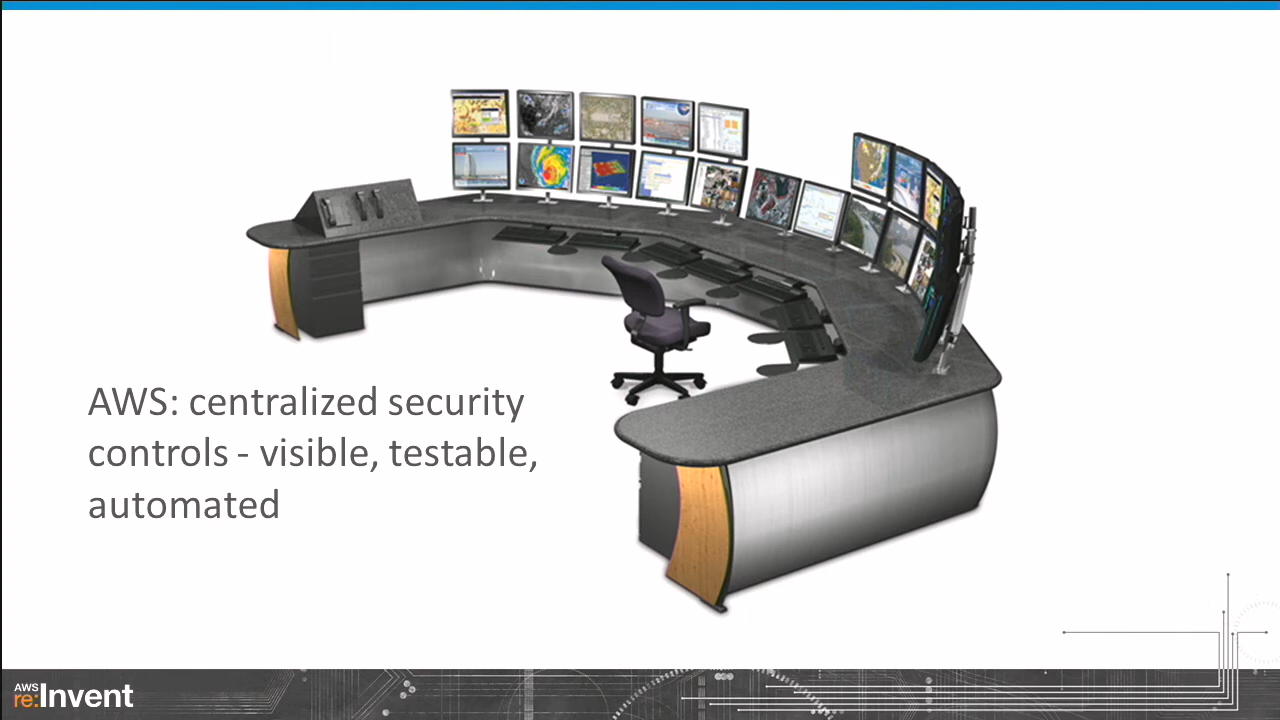 AWS: centralized security
controls - visible, testable,
automated
AWS
re:Invent